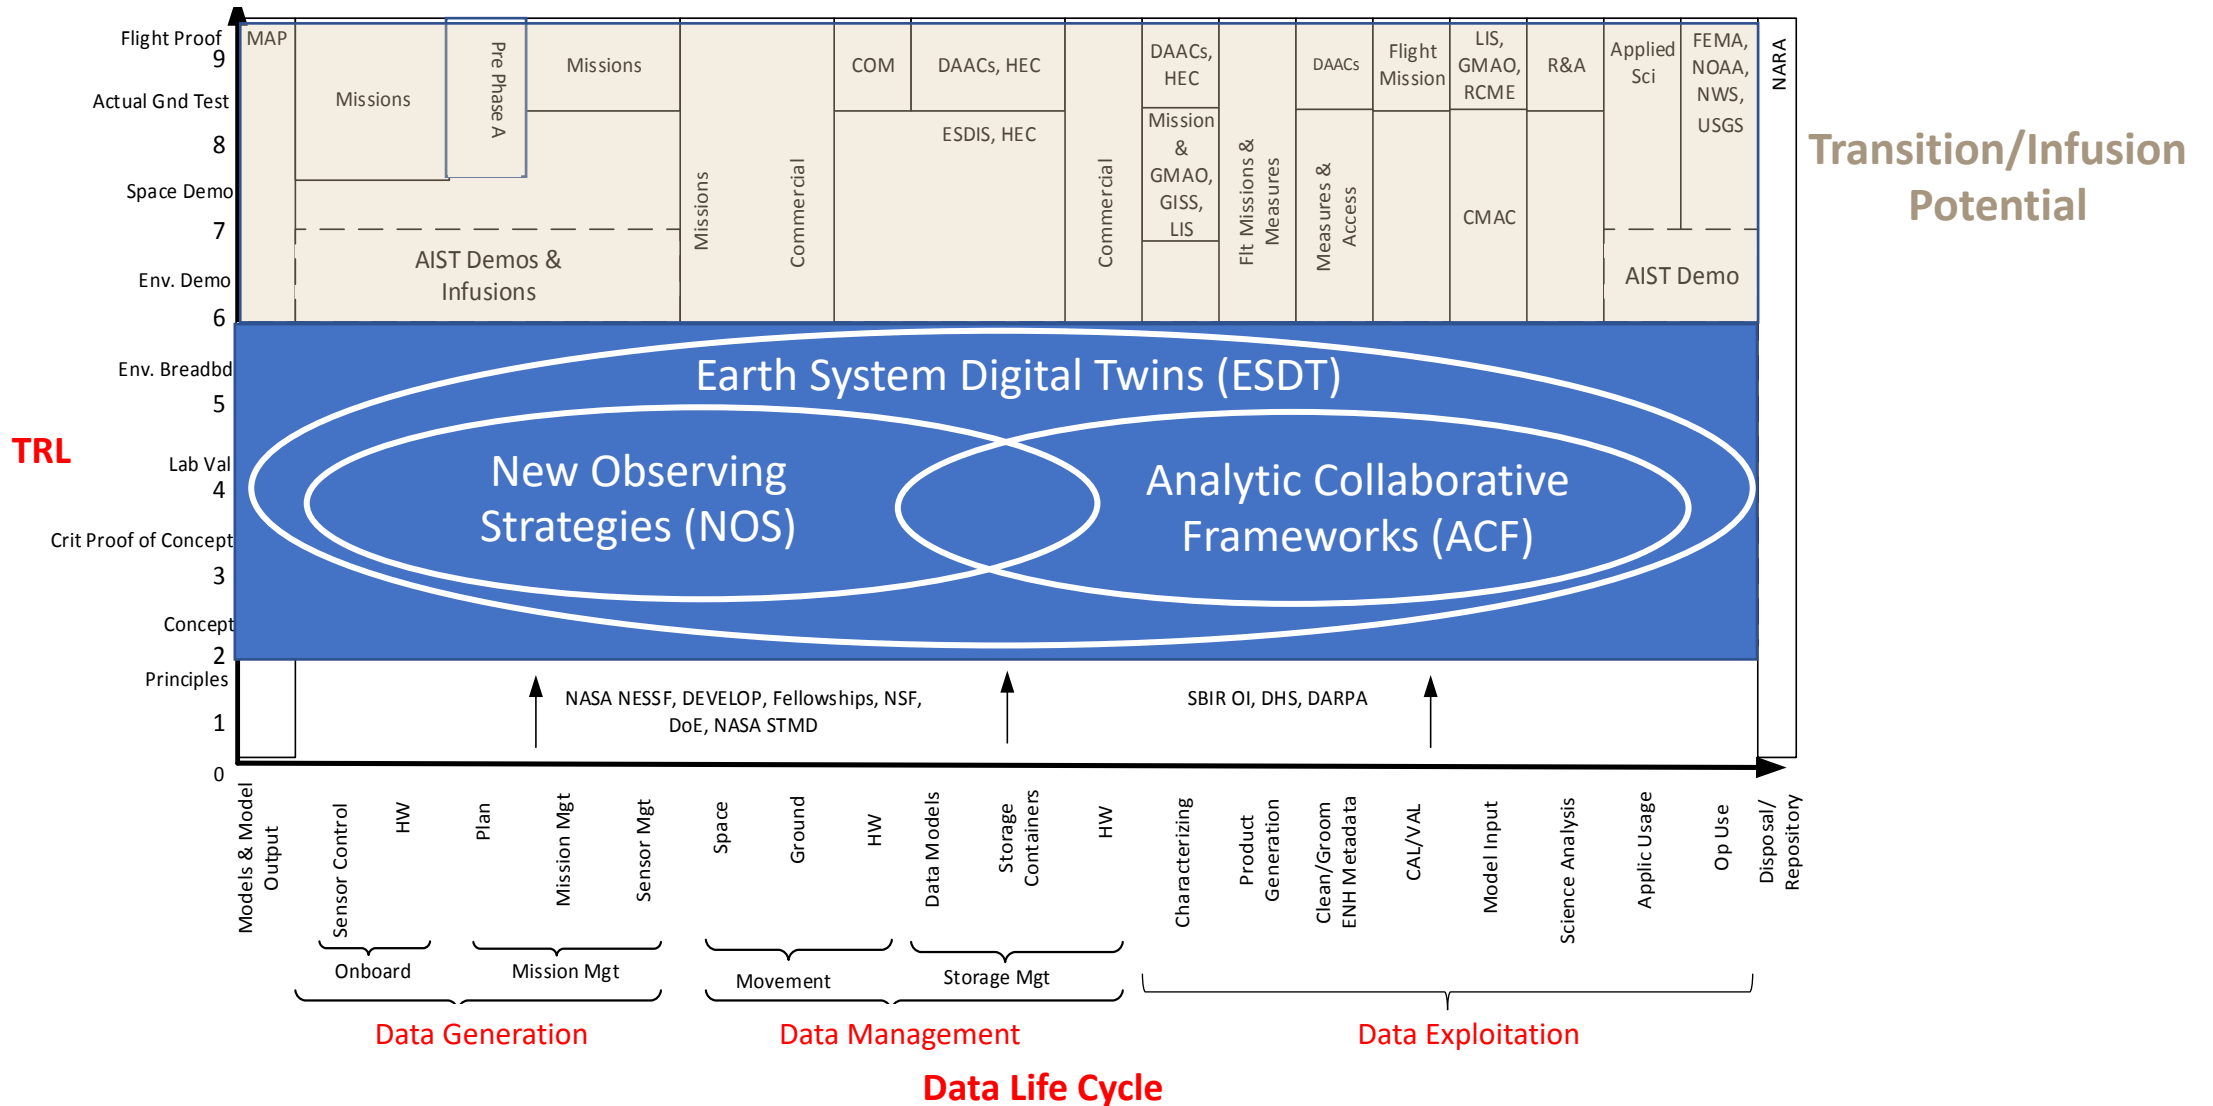 Flight Proof
9
Actual Gnd Test
8
Space Demo
7
Env. Demo
6
Env. Breadbd
5
TRL
Lab Val
4
Crit Proof of Concept
3
Concept
2
Principles
1
0
MAP
Missions
Pre Phase A
Missions
AIST Demos &
Infusions
Missions
Commercial
COM
DAACs, HEC
ESDIS, HEC
Commercial
DAACs,
HEC
Mission
&
GMAO,
GISS,
LIS
Flt Missions &
Measures
DAACs
Measures &
Access
Flight
Mission
LIS,
GMAO,
RCME
CMAC
R&A
Applied
Sci
FEMA,
NOAA,
NWS,
USGS
AIST Demo
NARA
Transition/Infusion
Potential
Earth System Digital Twins (ESDT)
New Observing
Strategies (NOS)
Analytic Collaborative
Frameworks (ACF)
NASA NESSF, DEVELOP, Fellowships, NSF,
DoE, NASA STMD
SBIR OI, DHS, DARPA
Models & Model
Output
Sensor Control
HW
Plan
Mission Mgt
Sensor Mgt
Space
Ground
HW
Data Models
Storage
Containers
HW
Characterizing
Product
Generation
Clean/Groom
ENH Metadata
CAL/VAL
Model Input
Science Analysis
Applic Usage
Op Use
Disposal/
Repository
Onboard
Mission Mgt
Movement
Storage Mgt
Data Generation
Data Management
Data Exploitation
Data Life Cycle